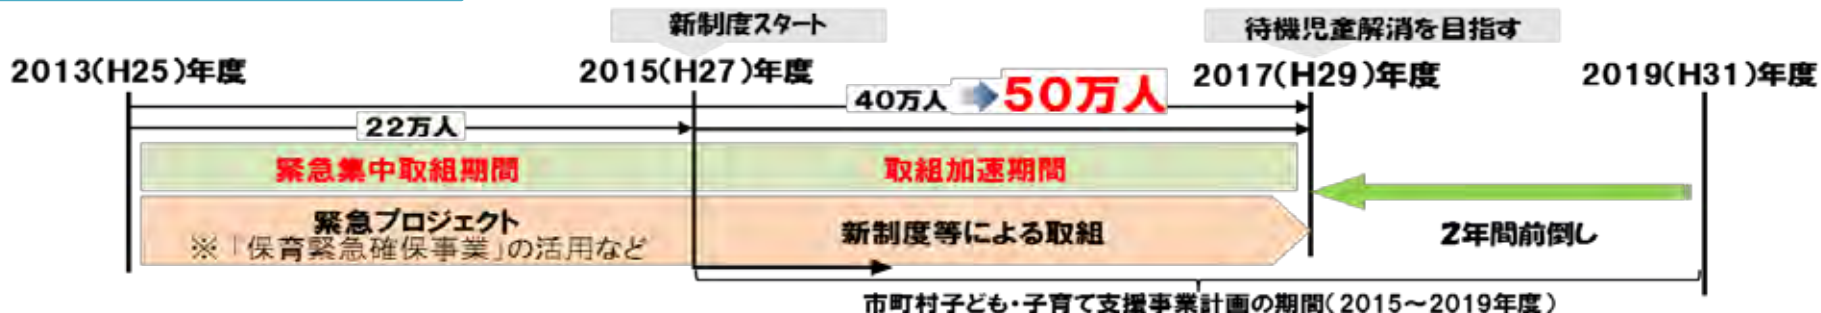 新制度スタート
待機児童解消を目指す
2013(H25)年度
2015(H27)年度
2017(H29)年度
2019(H31)年度
40万人 50万人
22万人
緊急集中取組期間
取組加速期間
緊急プロジェクト
※「保育緊急確保事業」の活用など
新制度等による取組
2年間前倒し
市町村子ども・子育て支援事業計画の期間(2015～2019年度)